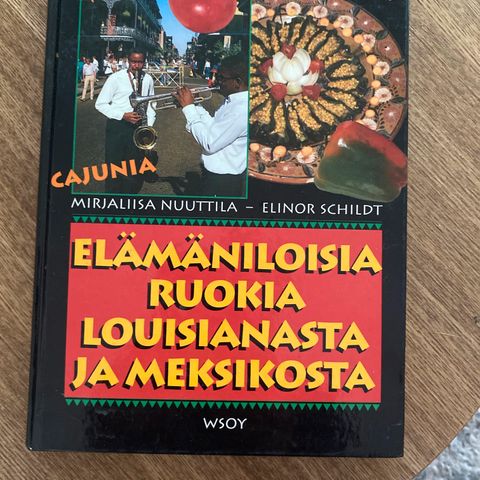 CAJUNIA
MIRJALIISA NUUTTILA – ELINOR SCHILDT
ELÄMÄNILOISIA
RUOKIA
LOUISIANASTA
JA MEKSIKOSTA
WSOY